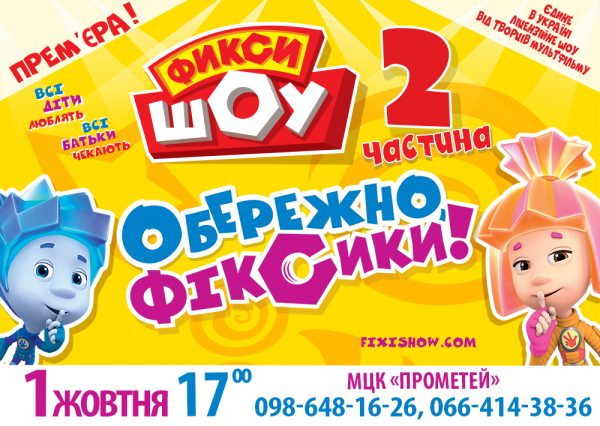 ПРЕМ'ЄРА!
ВСІ
ДІТИ
ЛЮБЛЯТЬ
ВСІ
БАТЬКИ
ЧЕКАЮТЬ
ФИКСИ
ШОУ
2
ЧАСТИНА
ЄДИНЕ
В УКРАЇНІ
ЛІЦЕНЗІЙНЕ ШОУ
ВІД ТВОРЦІВ МУЛЬТФІЛЬМУ
ОБЕРЕЖНО,
ФІКСИКИ!
FIXISHOW.COM
1 ЖОВТНЯ 17 00
МЦК «ПРОМЕТЕЙ»
098-648-16-26, 066-414-38-36